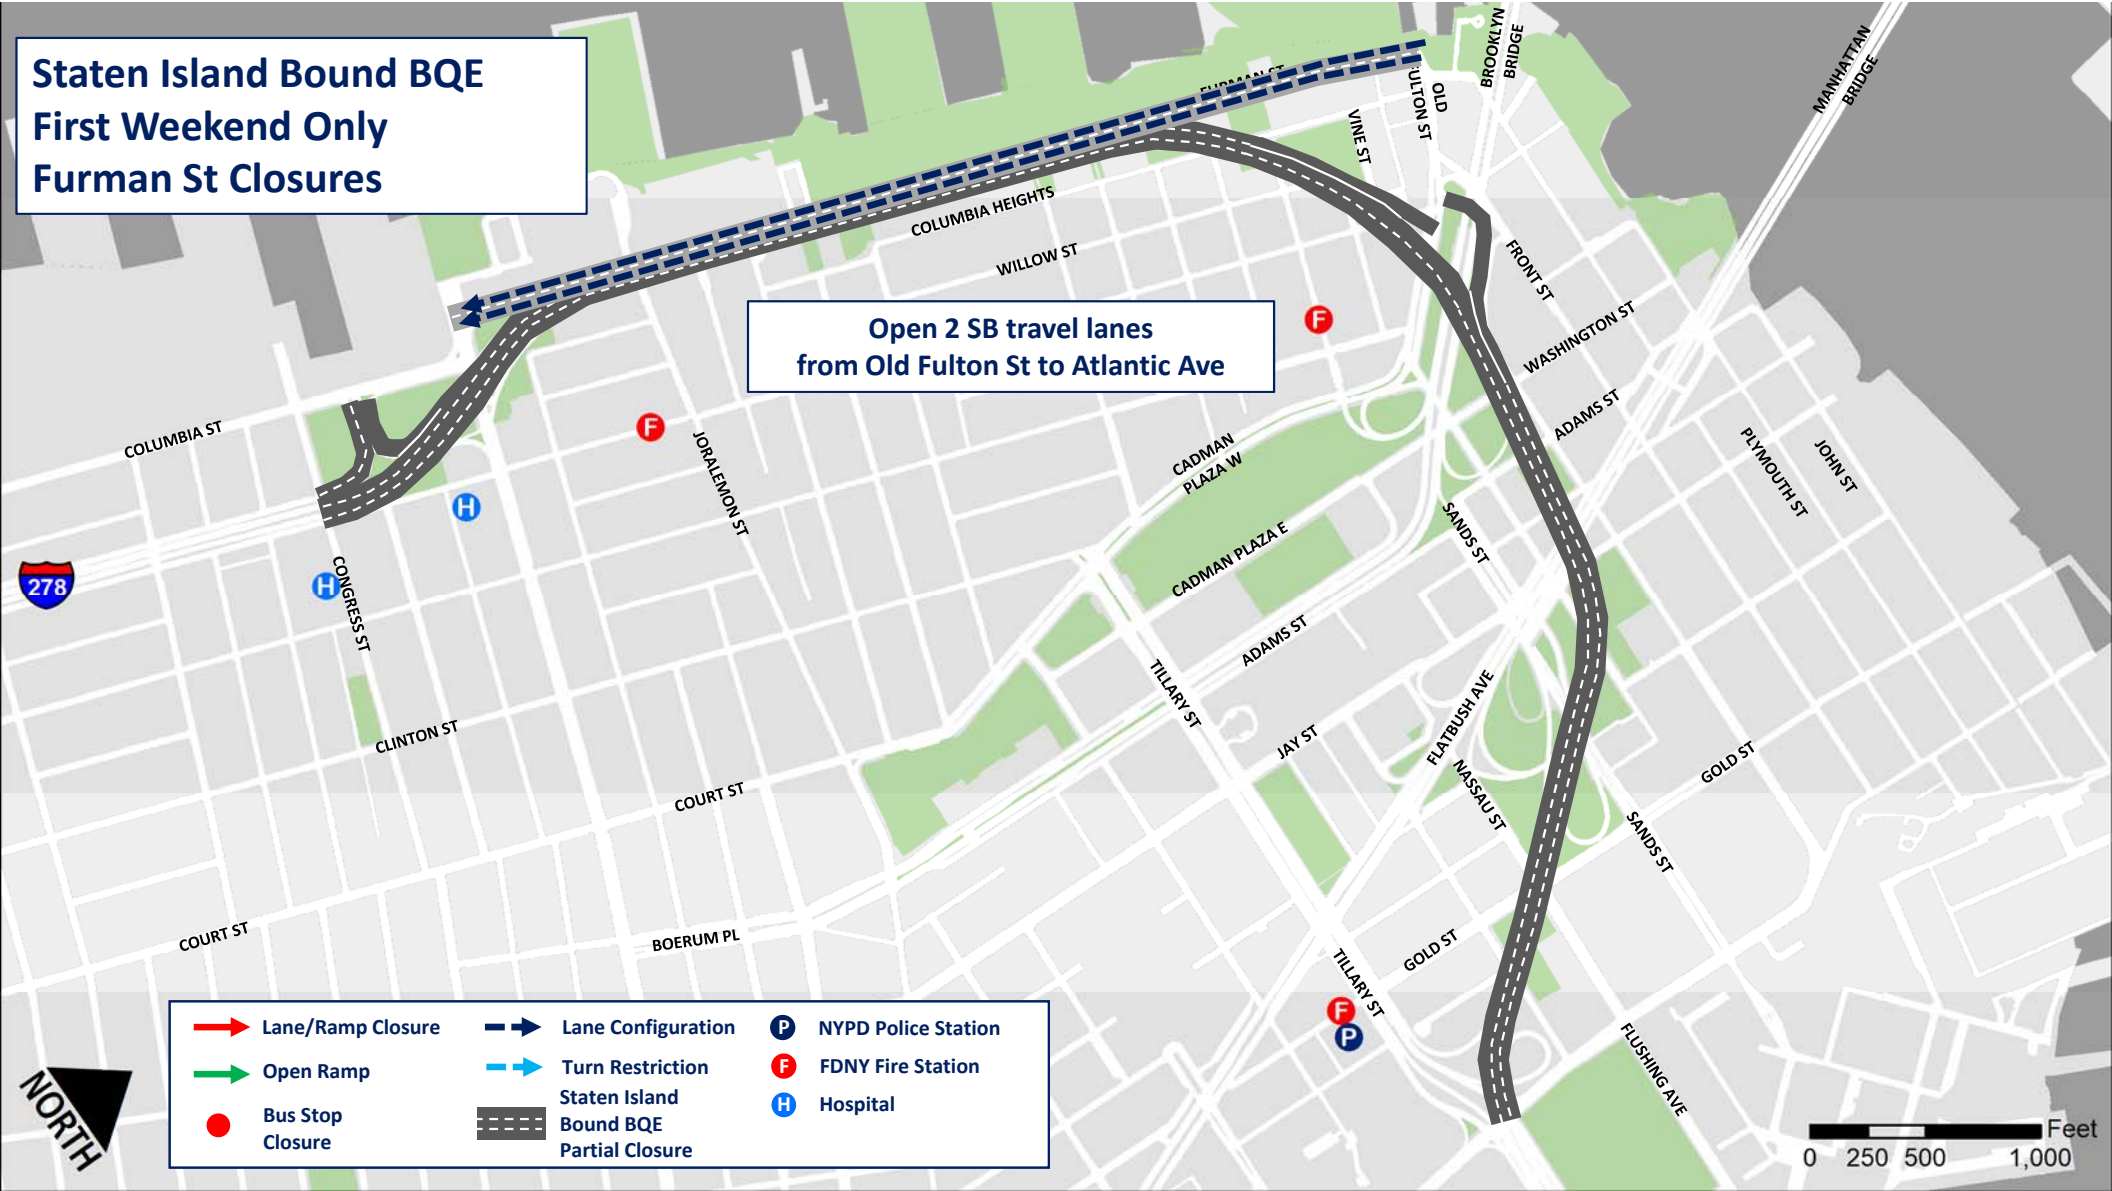 Staten Island Bound BQE
First Weekend Only
Furman St Closures
FURMAN ST
OLD
FULTON ST
BROOKLYN
BRIDGE
MANHATTAN
BRIDGE
VINE ST
COLUMBIA HEIGHTS
WILLOW ST
FRONT ST
WASHINGTON ST
Open 2 SB travel lanes
from Old Fulton St to Atlantic Ave
F
F
ADAMS ST
COLUMBIA ST
JORALEMON ST
CADMAN
PLAZA W
PLYMOUTH ST
JOHN ST
H
SANDS ST
CADMAN PLAZA E
278
H
CONGRESS ST
ADAMS ST
TILLARY ST
FLATBUSH AVE
CLINTON ST
JAY ST
GOLD ST
NASSAU ST
COURT ST
SANDS ST
COURT ST
BOERUM PL
GOLD ST
TILLARY ST
F
P
FLUSHING AVE
NORTH
Lane/Ramp Closure
Open Ramp
Bus Stop
Closure
Lane Configuration
Turn Restriction
Staten Island
Bound BQE
Partial Closure
P NYPD Police Station
F FDNY Fire Station
H Hospital
Feet
0 250 500 1,000